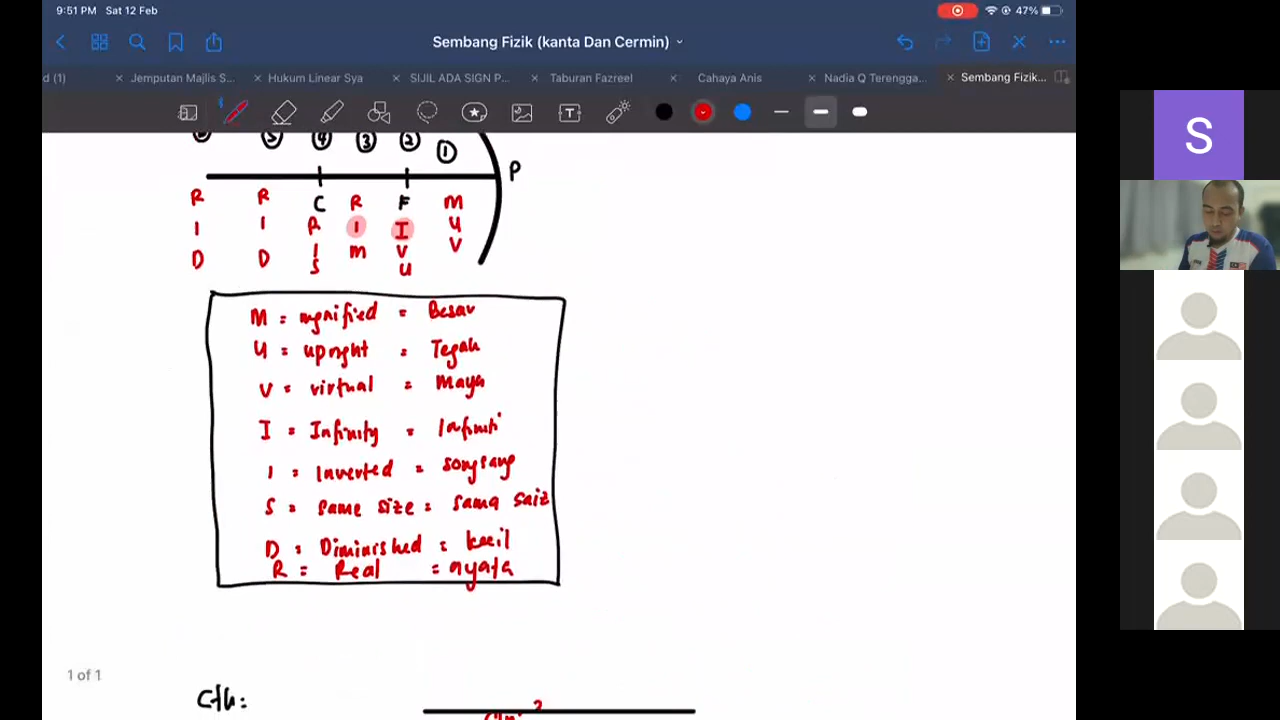 9:51 PM Sat 12 Feb
47%
Sembang Fizik (kanta Dan Cermin)
d (1)
Jemputan Majlis S...
Hukum Linear Sya
SIJIL ADA SIGN P...
Taburan Fazreel
Cahaya Anis
Nadia Q Terengga...
Sembang Fizik...
5 4 3 2 1
P
R R C R F M
I I R I I U
D D I M V V
S U
M = magnified = Besar
U = upright = Tegak
V = virtual = Maya
I = Infinity = Infiniti
I = Inverted = songsang
S = same size = sama saiz
D = Diminished = kecil
R = Real = nyata
1 of 1
Cth:
S